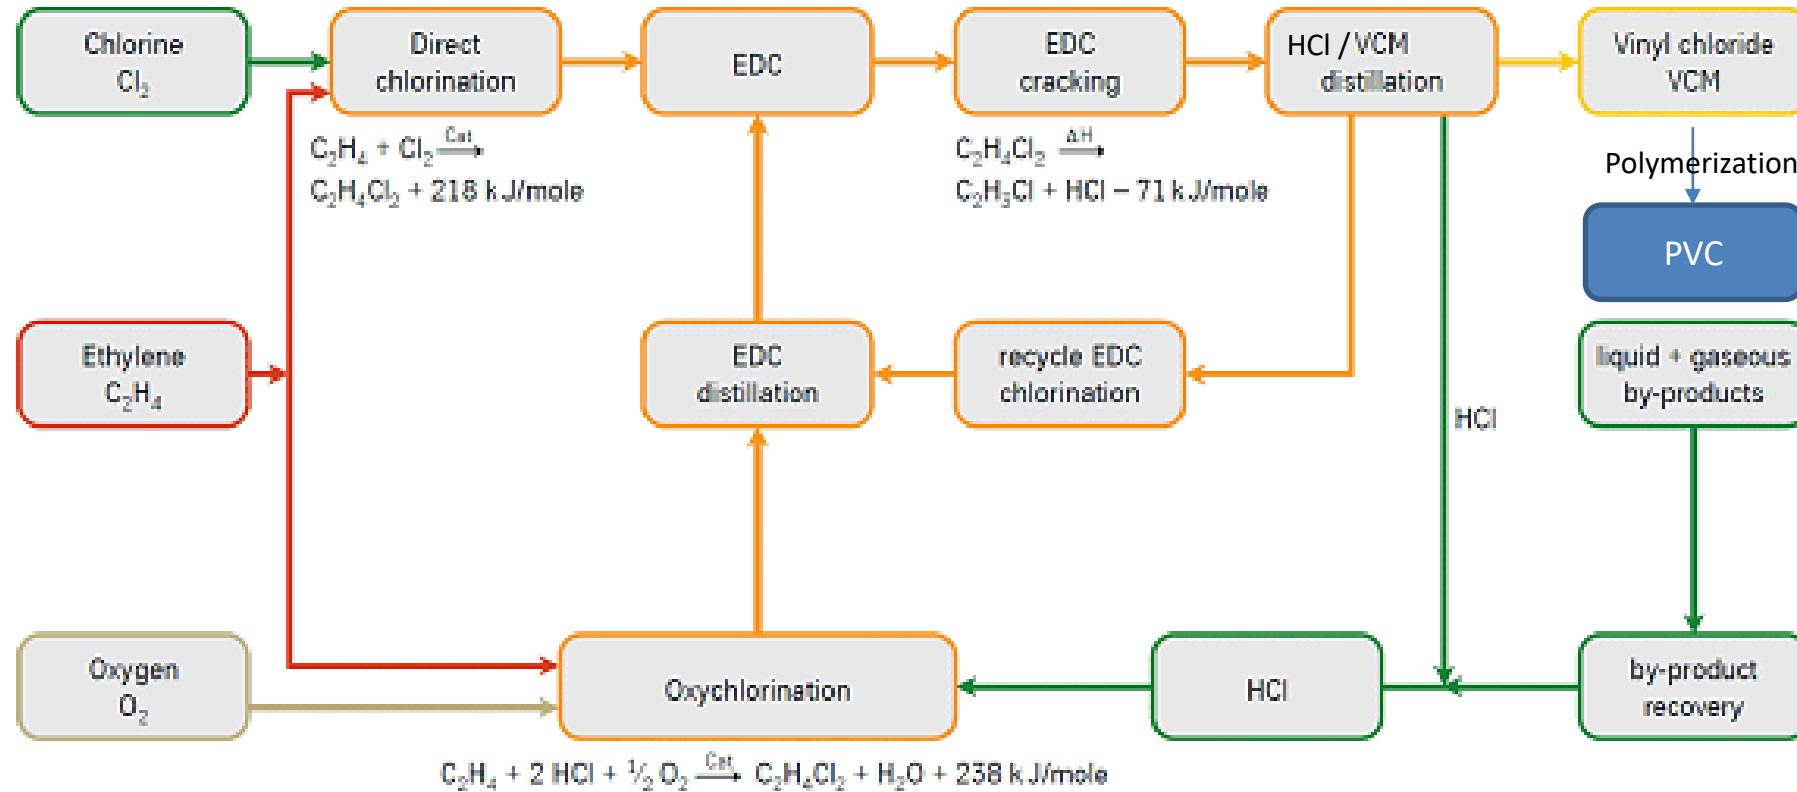 Chlorine
Cl₂
Direct
chlorination
EDC
EDC
cracking
HCl / VCM
distillation
Vinyl chloride
VCM
C₂H₄ + Cl₂ —Cat→
C₂H₄Cl₂ + 218 kJ/mole
C₂H₄Cl₂ —ΔH→
C₂H₃Cl + HCl – 71 kJ/mole
Polymerization
PVC
Ethylene
C₂H₄
EDC
distillation
recycle EDC
chlorination
HCl
liquid + gaseous
by-products
Oxygen
O₂
Oxychlorination
HCl
by-product
recovery
C₂H₄ + 2 HCl + ½ O₂ —Cat→ C₂H₄Cl₂ + H₂O + 238 kJ/mole